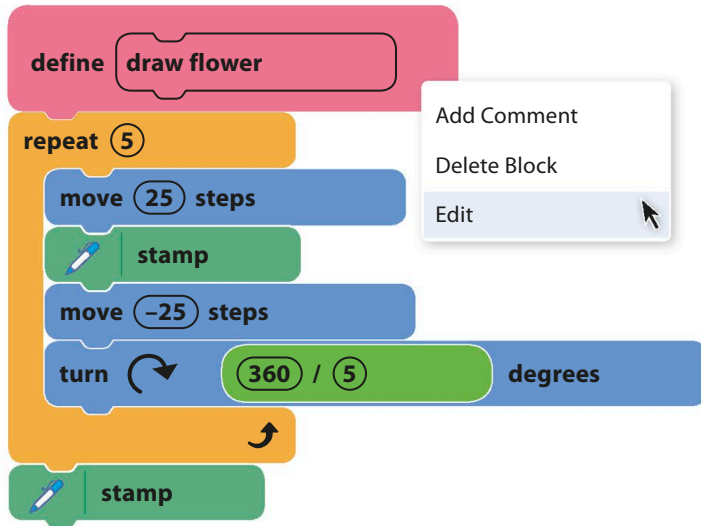 define draw flower
Add Comment
repeat 5
Delete Block
move 25 steps
Edit
stamp
move –25 steps
turn 360 / 5 degrees
stamp